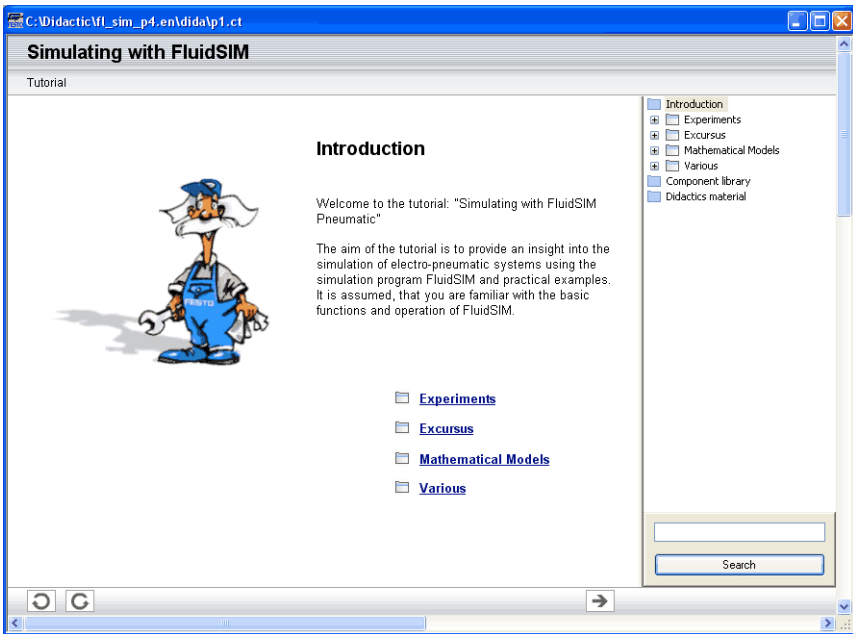 C:\Didactic\fl_sim_p4.en\dida\p1.ct
Simulating with FluidSIM
Tutorial
Introduction
Welcome to the tutorial: "Simulating with FluidSIM
Pneumatic"
The aim of the tutorial is to provide an insight into the
simulation of electro-pneumatic systems using the
simulation program FluidSIM and practical examples.
It is assumed, that you are familiar with the basic
functions and operation of FluidSIM.
FESTO
Experiments
Excursus
Mathematical Models
Various
Introduction
Experiments
Excursus
Mathematical Models
Various
Component library
Didactics material
Search